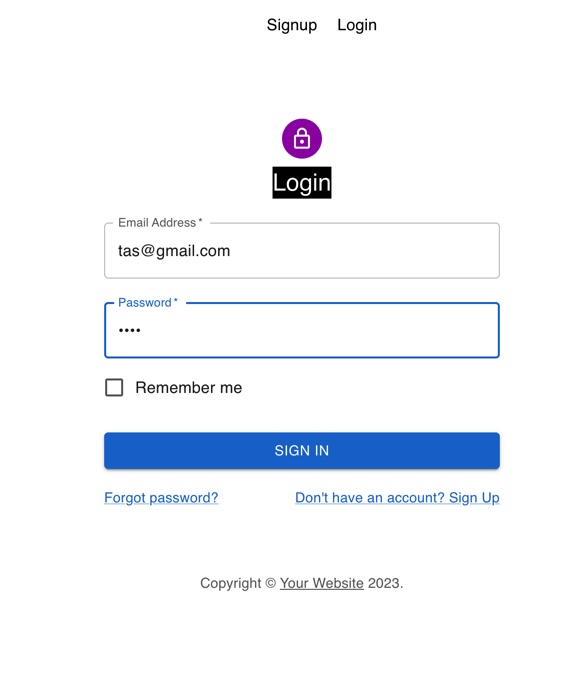 Signup Login
Login
Email Address *
tas@gmail.com
Password *
••••
Remember me
SIGN IN
Forgot password? Don't have an account? Sign Up
Copyright © Your Website 2023.